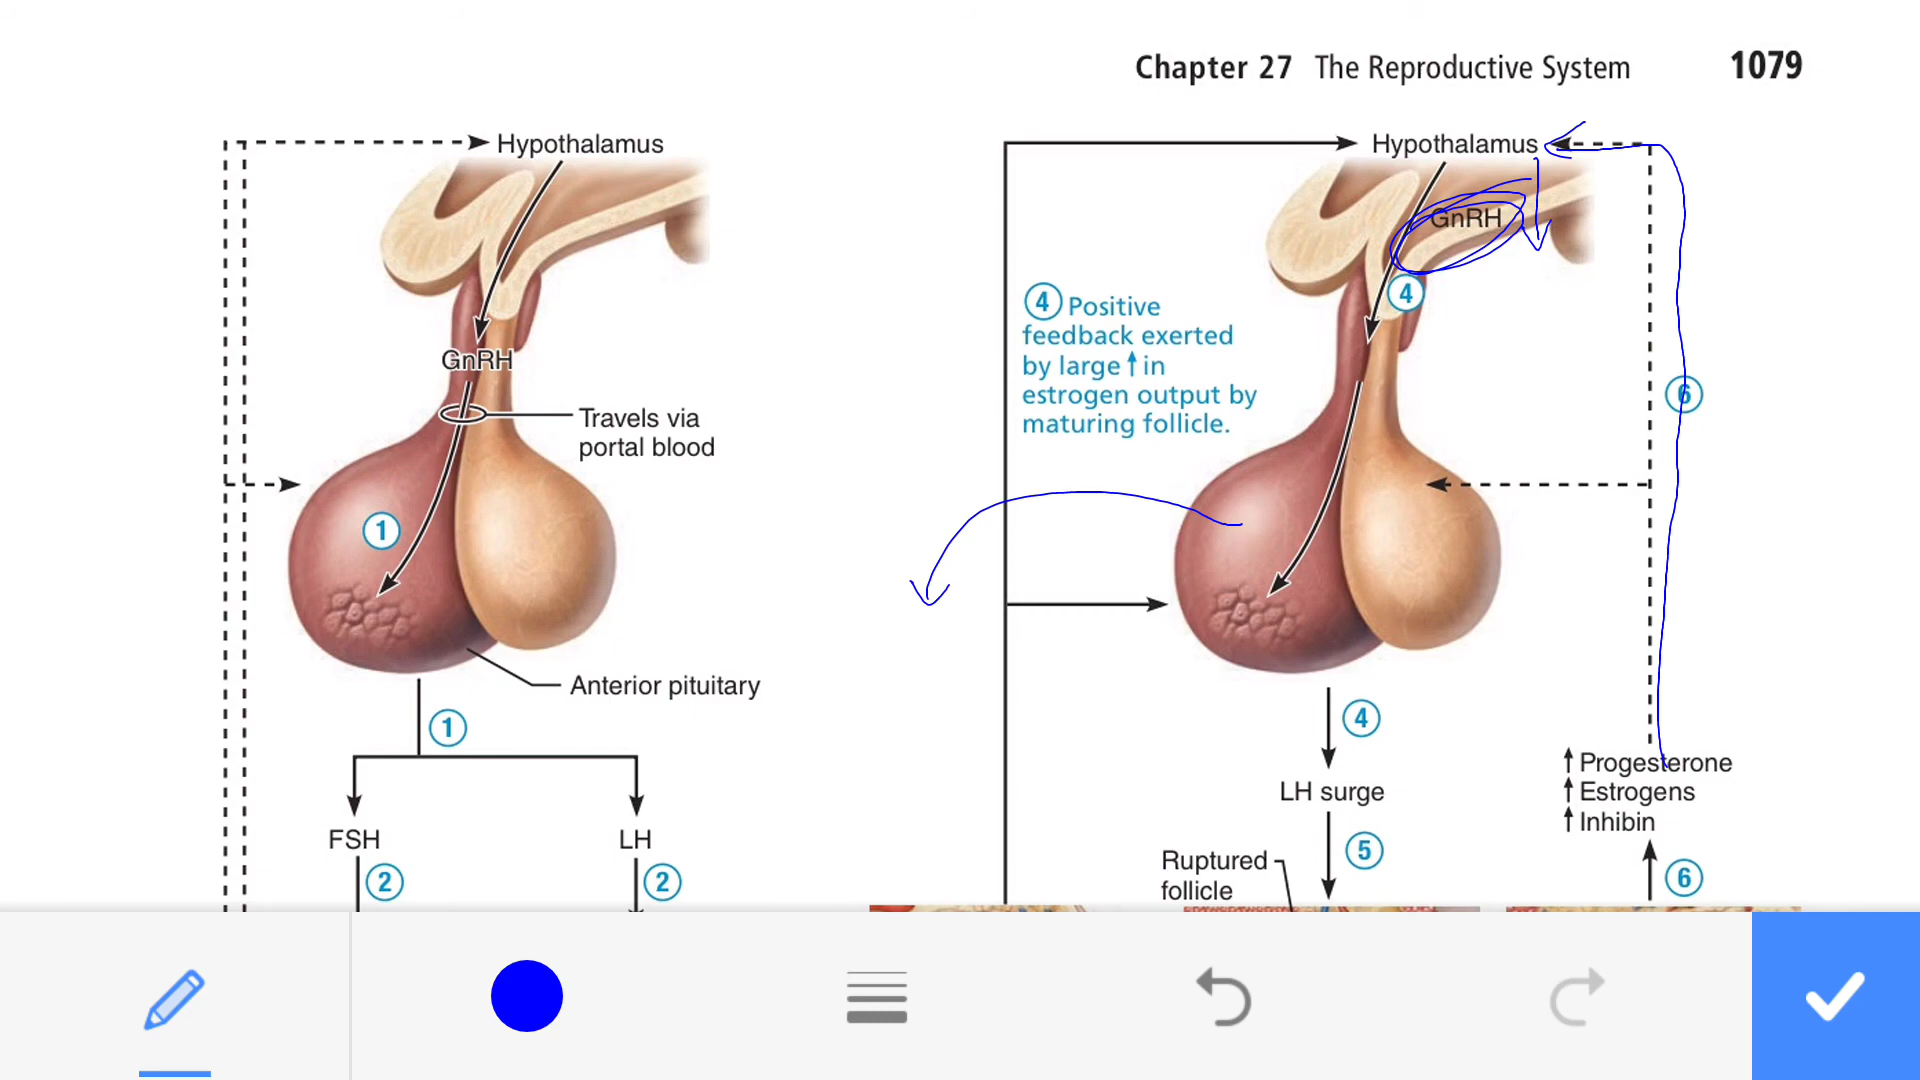 Chapter 27 The Reproductive System 1079
Hypothalamus
GnRH
Travels via
portal blood
1
Anterior pituitary
1
FSH
LH
2
2
Hypothalamus
GnRH
4
4 Positive
feedback exerted
by large ↑ in
estrogen output by
maturing follicle.
6
4
LH surge
5
Ruptured
follicle
↑ Progesterone
↑ Estrogens
↑ Inhibin
6